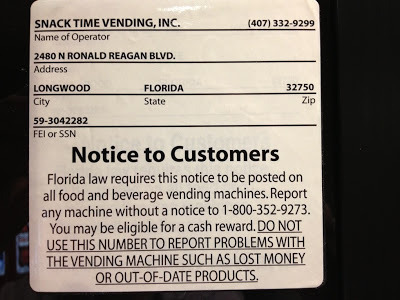 SNACK TIME VENDING, INC. (407) 332-9299
Name of Operator
2480 N RONALD REAGAN BLVD.
Address
LONGWOOD FLORIDA 32750
City State Zip
59-3042282
FEI or SSN
Notice to Customers
Florida law requires this notice to be posted on
all food and beverage vending machines. Report
any machine without a notice to 1-800-352-9273.
You may be eligible for a cash reward. DO NOT
USE THIS NUMBER TO REPORT PROBLEMS WITH
THE VENDING MACHINE SUCH AS LOST MONEY
OR OUT-OF-DATE PRODUCTS.